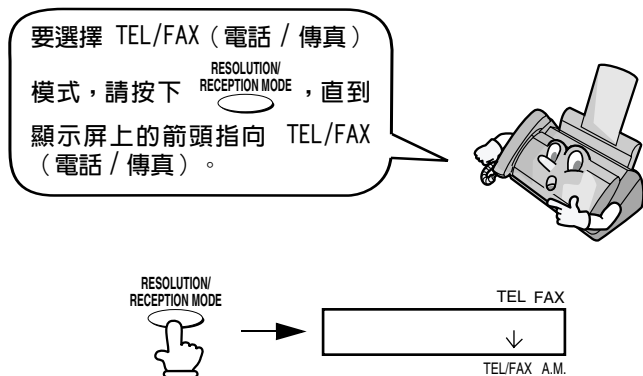 要選擇 TEL/FAX（電話 / 傳真）
RESOLUTION/
模式，請按下 RECEPTION MODE ，直到
顯示屏上的箭頭指向 TEL/FAX
（電話 / 傳真）。
RESOLUTION/
RECEPTION MODE
TEL FAX
↓
TEL/FAX A.M.